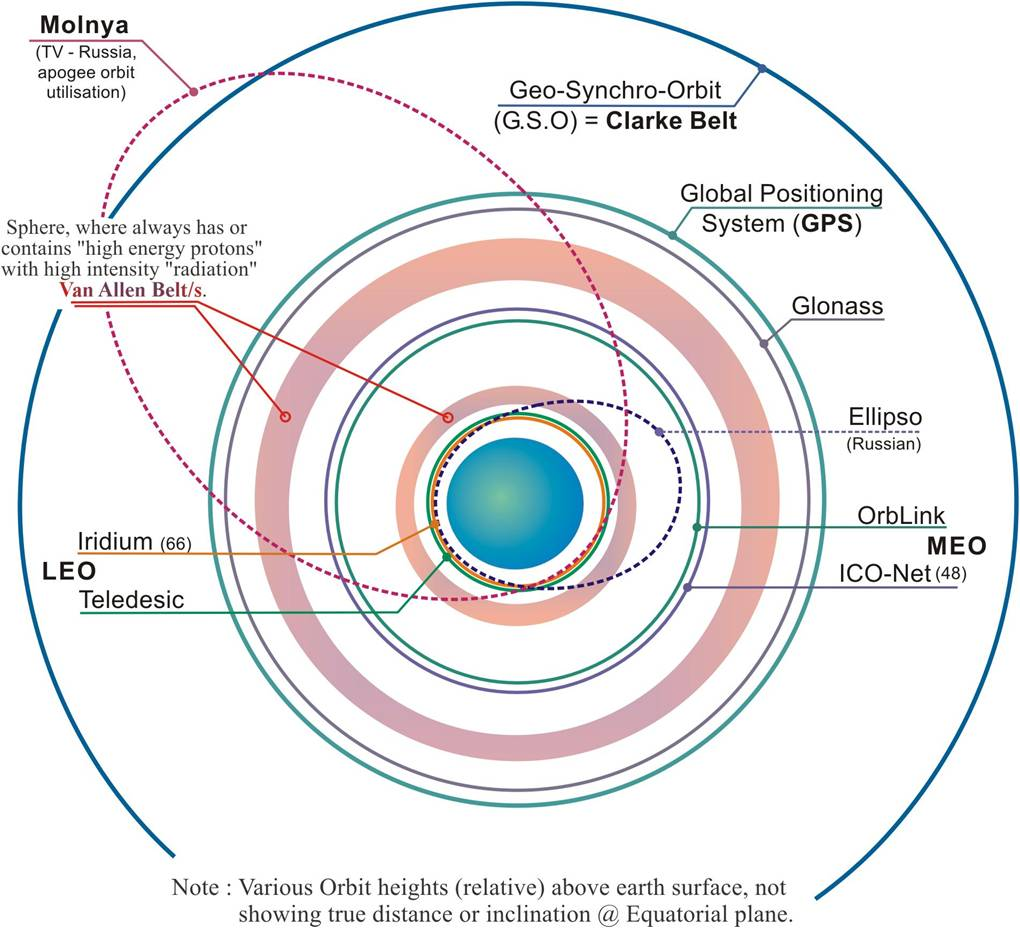 Molnya
(TV - Russia,
apogee orbit
utilisation)
Geo-Synchro-Orbit
(G.S.O) = Clarke Belt
Global Positioning
System (GPS)
Sphere, where always has or
contains "high energy protons"
with high intensity "radiation"
Van Allen Belt/s.
Glonass
Ellipso
(Russian)
OrbLink
MEO
ICO-Net (48)
Iridium (66)
LEO
Teledesic
Note : Various Orbit heights (relative) above earth surface, not
showing true distance or inclination @ Equatorial plane.